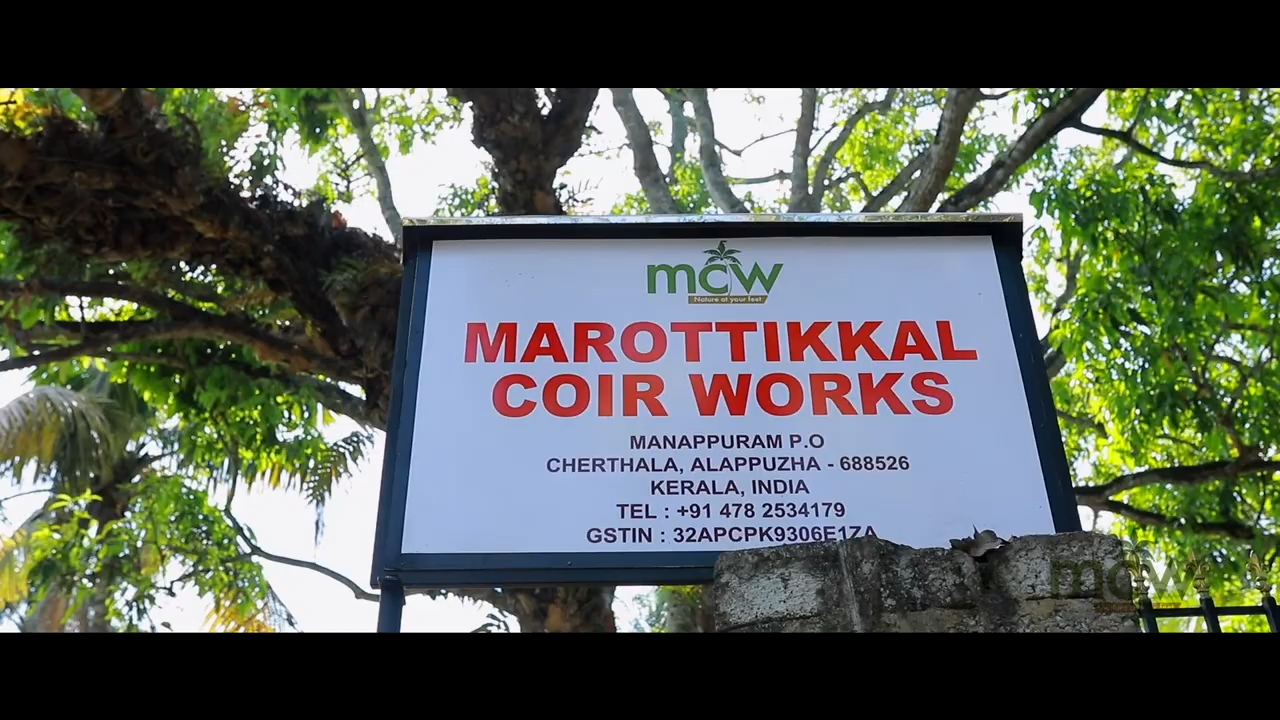 mcw
Nature at your feet
MAROTTIKKAL
COIR WORKS
MANAPPURAM P.O
CHERTHALA, ALAPPUZHA - 688526
KERALA, INDIA
TEL : +91 478 2534179
GSTIN : 32APCPK9306E1ZA
mcw